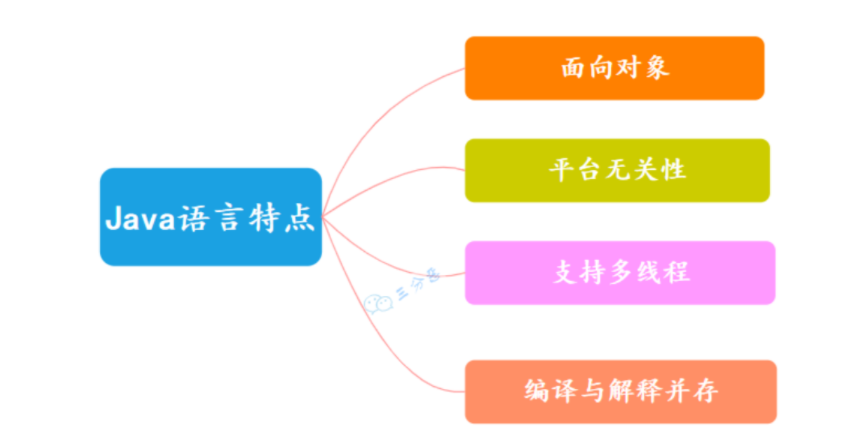 面向对象
平台无关性
Java语言特点
支持多线程
三分恶
编译与解释并存